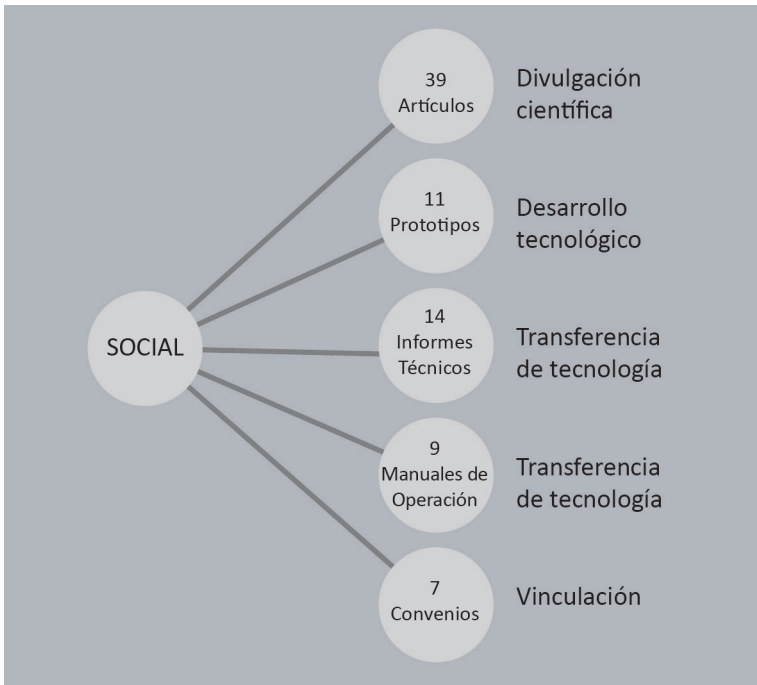 39
Artículos
Divulgación
científica
11
Prototipos
Desarrollo
tecnológico
SOCIAL
14
Informes
Técnicos
Transferencia
de tecnología
9
Manuales de
Operación
Transferencia
de tecnología
7
Convenios
Vinculación